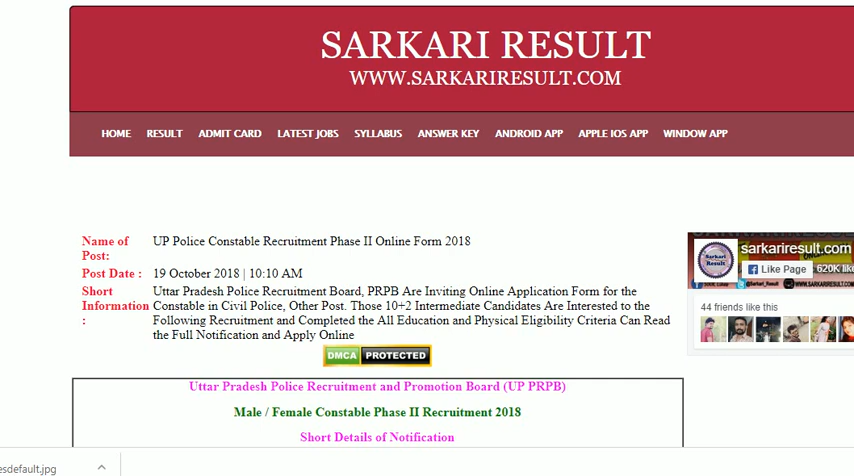 SARKARI RESULT
WWW.SARKARIRESULT.COM
HOME RESULT ADMIT CARD LATEST JOBS SYLLABUS ANSWER KEY ANDROID APP APPLE IOS APP WINDOW APP
Name of Post: UP Police Constable Recruitment Phase II Online Form 2018
Post Date : 19 October 2018 | 10:10 AM
Short Information : Uttar Pradesh Police Recruitment Board, PRPB Are Inviting Online Application Form for the
Constable in Civil Police, Other Post. Those 10+2 Intermediate Candidates Are Interested to the
Following Recruitment and Completed the All Education and Physical Eligibility Criteria Can Read
the Full Notification and Apply Online
DMCA PROTECTED
Uttar Pradesh Police Recruitment and Promotion Board (UP PRPB)
Male / Female Constable Phase II Recruitment 2018
Short Details of Notification
sarkariresult.com
Sarkari Result
Like Page 620K like
44 friends like this
esdefault.jpg